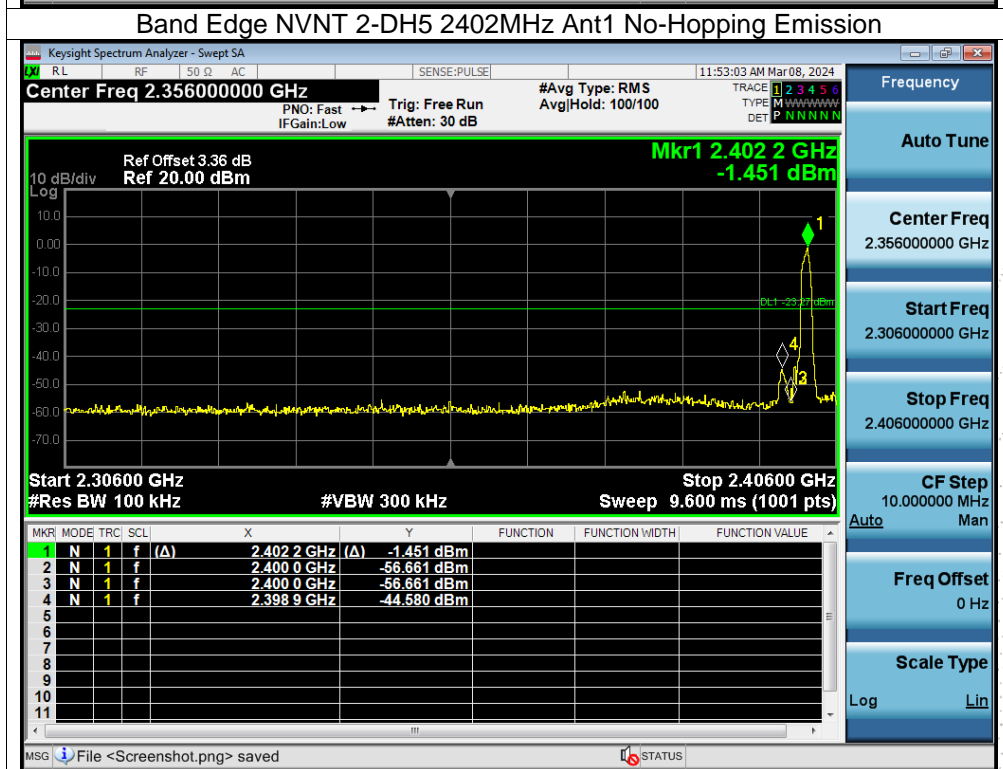 Band Edge NVNT 2-DH5 2402MHz Ant1 No-Hopping Emission
Keysight Spectrum Analyzer - Swept SA
LXI RL RF 50 Ω AC SENSE:PULSE 11:53:03 AM Mar 08, 2024
Center Freq 2.356000000 GHz #Avg Type: RMS TRACE 1 2 3 4 5 6
PNO: Fast Trig: Free Run Avg|Hold: 100/100 TYPE M WWWWW
IFGain:Low #Atten: 30 dB DET P N N N N N
Mkr1 2.402 2 GHz
-1.451 dBm
Ref Offset 3.36 dB
10 dB/div Ref 20.00 dBm
Log
10.0
0.00
-10.0
-20.0
-30.0
-40.0
-50.0
-60.0
-70.0
1
DL1 -23.27 dBm
4
3
Start 2.30600 GHz Stop 2.40600 GHz
#Res BW 100 kHz #VBW 300 kHz Sweep 9.600 ms (1001 pts)
MKR MODE TRC SCL X Y FUNCTION FUNCTION WIDTH FUNCTION VALUE
1 N 1 f (Δ) 2.402 2 GHz (Δ) -1.451 dBm
2 N 1 f 2.400 0 GHz -56.661 dBm
3 N 1 f 2.400 0 GHz -56.661 dBm
4 N 1 f 2.398 9 GHz -44.580 dBm
5
6
7
8
9
10
11
MSG File <Screenshot.png> saved STATUS
Frequency
Auto Tune
Center Freq
2.356000000 GHz
Start Freq
2.306000000 GHz
Stop Freq
2.406000000 GHz
CF Step
10.000000 MHz
Auto Man
Freq Offset
0 Hz
Scale Type
Log Lin